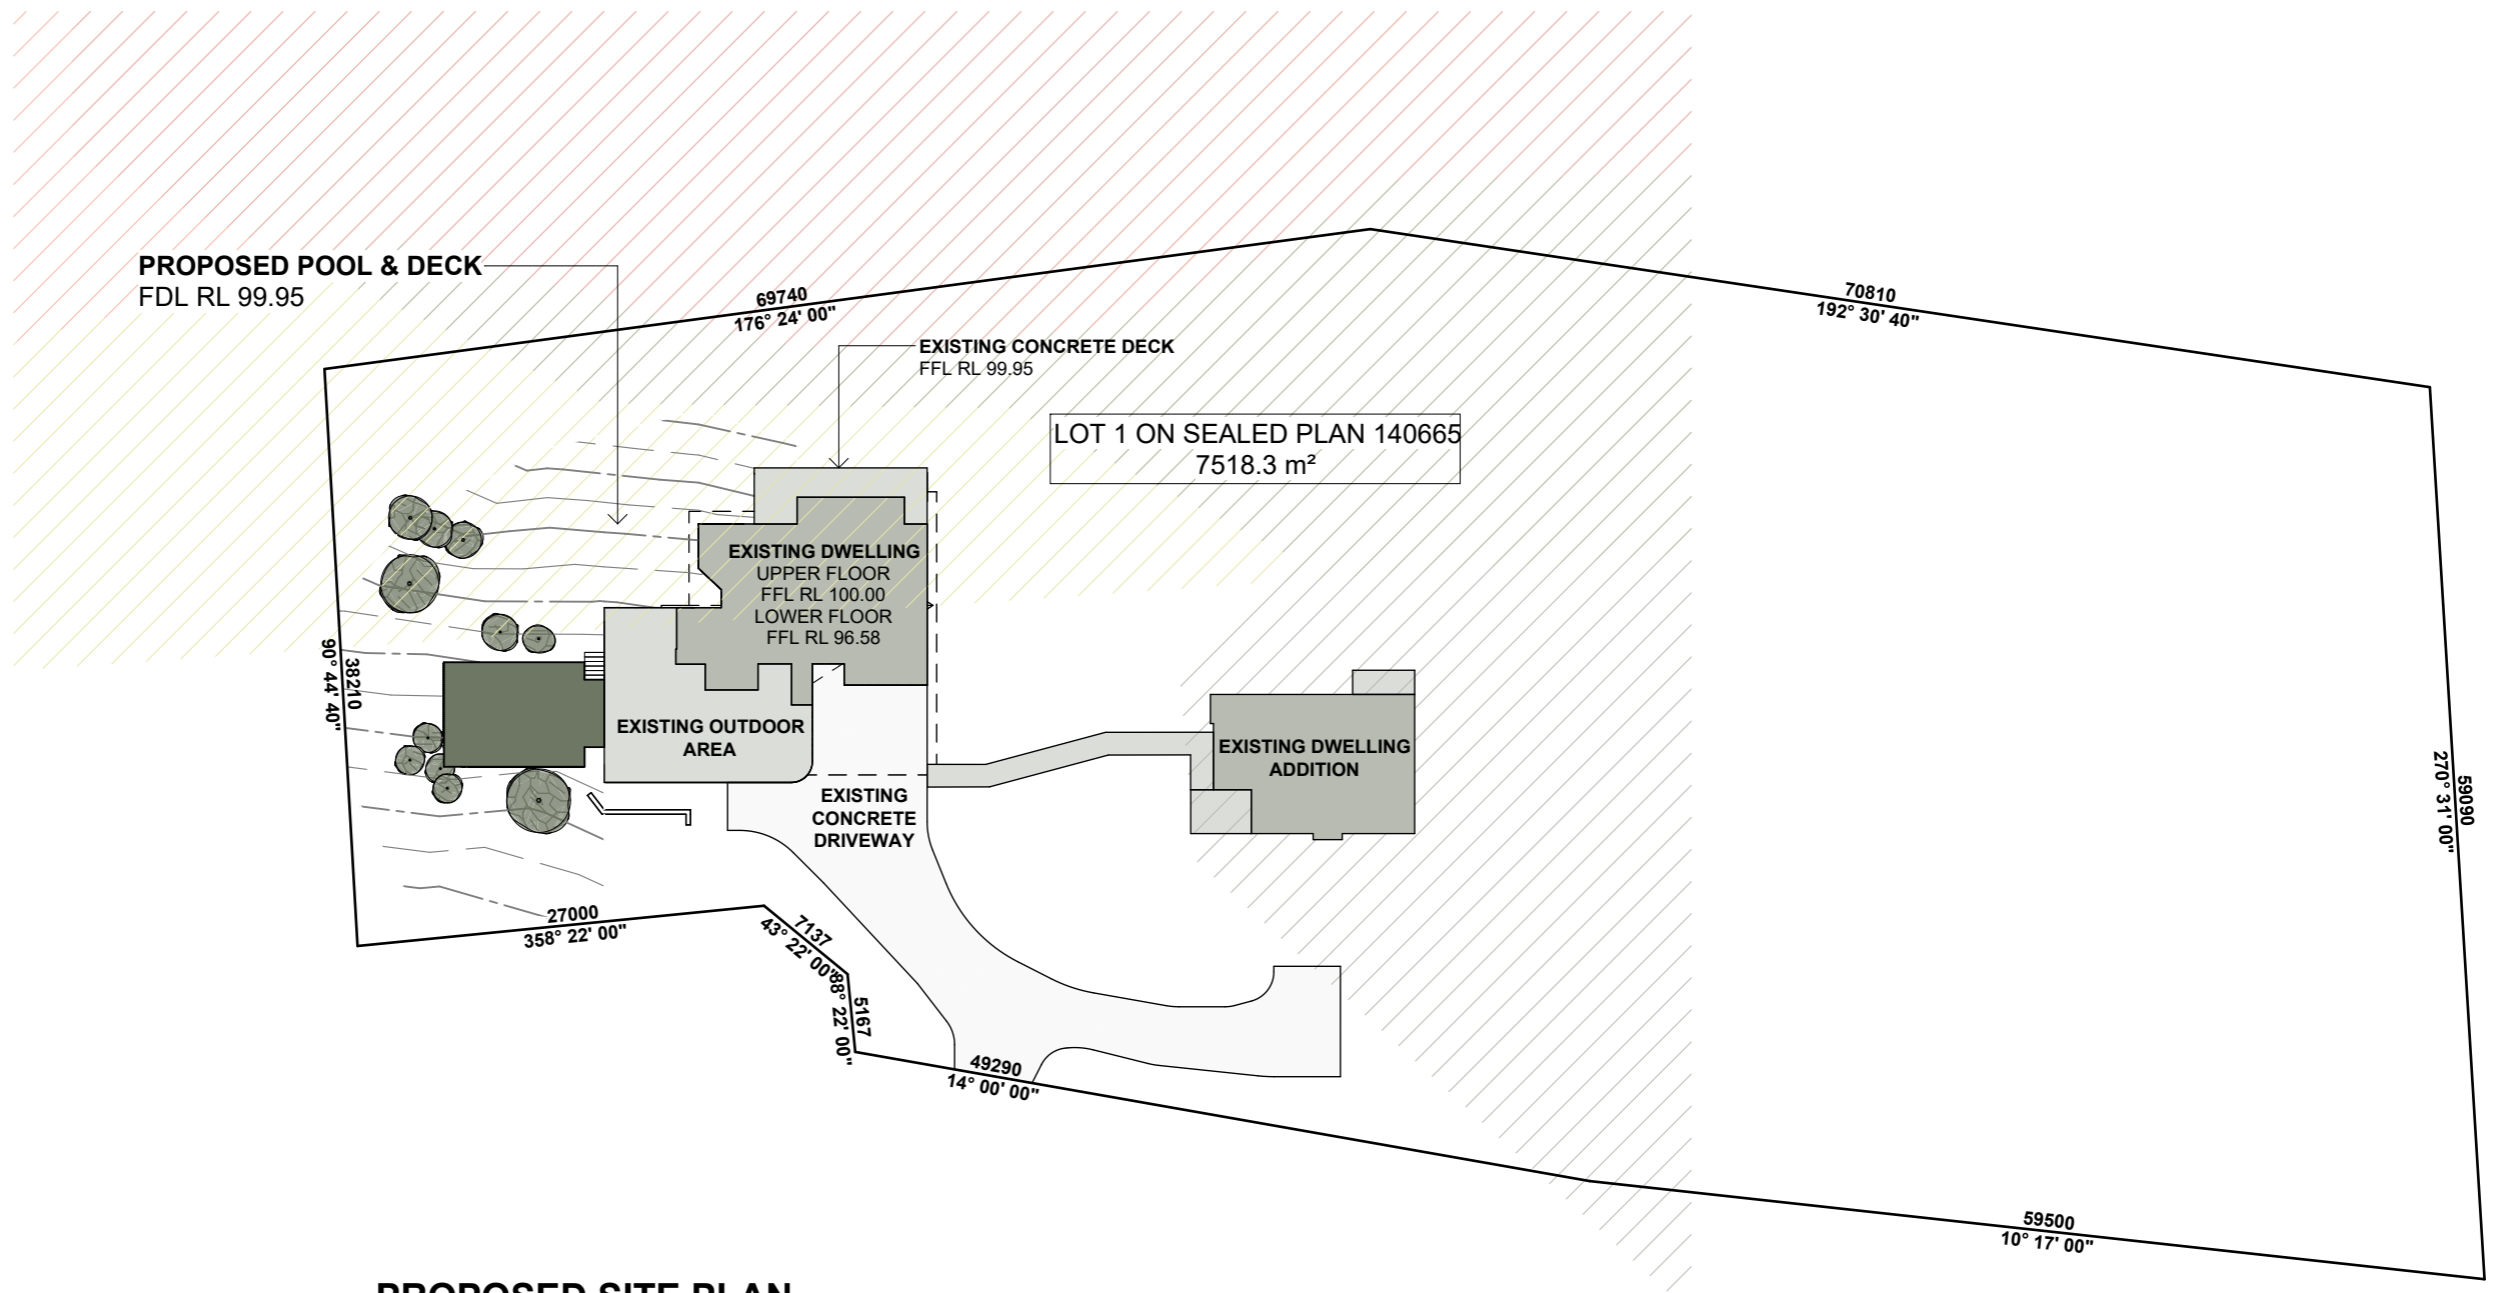 PROPOSED POOL & DECK
FDL RL 99.95
69740
176° 24' 00"
70810
192° 30' 40"
EXISTING CONCRETE DECK
FFL RL 99.95
LOT 1 ON SEALED PLAN 140665
7518.3 m²
EXISTING DWELLING
UPPER FLOOR
FFL RL 100.00
LOWER FLOOR
FFL RL 96.58
38210
90° 44' 40"
EXISTING OUTDOOR
AREA
EXISTING DWELLING
ADDITION
EXISTING
CONCRETE
DRIVEWAY
59090
270° 31' 00"
27000
358° 22' 00"
7137
43° 22' 00"
5167
88° 22' 00"
49290
14° 00' 00"
59500
10° 17' 00"
PROPOSED SITE PLAN